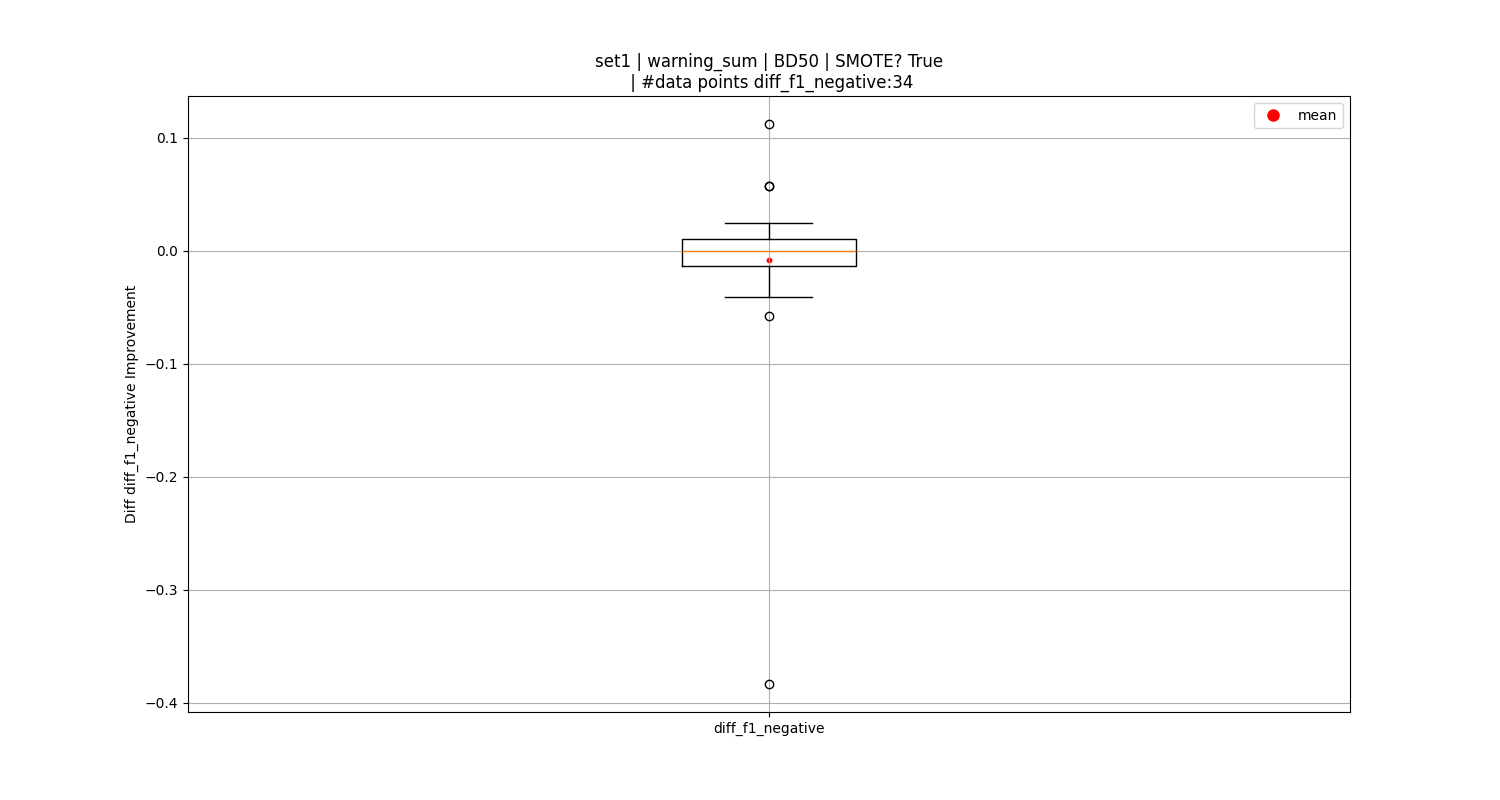 set1 | warning_sum | BD50 | SMOTE? True
| #data points diff_f1_negative:34
mean
0.1
0.0
−0.1
−0.2
−0.3
−0.4
Diff diff_f1_negative Improvement
diff_f1_negative